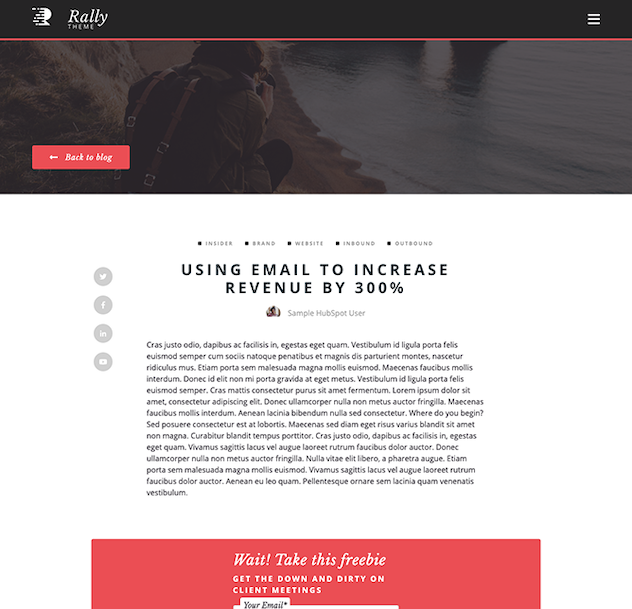 Rally
THEME
Back to blog
INSIDER BRAND WEBSITE INBOUND OUTBOUND
USING EMAIL TO INCREASE
REVENUE BY 300%
Sample HubSpot User
Cras justo odio, dapibus ac facilisis in, egestas eget quam. Vestibulum id ligula porta felis
euismod semper cum sociis natoque penatibus et magnis dis parturient montes, nascetur
ridiculus mus. Etiam porta sem malesuada magna mollis euismod. Maecenas faucibus mollis
interdum. Donec id elit non mi porta gravida at eget metus. Vestibulum id ligula porta felis
euismod semper. Cras mattis consectetur purus sit amet fermentum. Lorem ipsum dolor sit
amet, consectetur adipiscing elit. Donec ullamcorper nulla non metus auctor fringilla. Maecenas
faucibus mollis interdum. Aenean lacinia bibendum nulla sed consectetur. Where do you begin?
Sed posuere consectetur est at lobortis. Maecenas sed diam eget risus varius blandit sit amet
non magna. Curabitur blandit tempus porttitor. Cras justo odio, dapibus ac facilisis in, egestas
eget quam. Vivamus sagittis lacus vel augue laoreet rutrum faucibus dolor auctor. Donec
ullamcorper nulla non metus auctor fringilla. Nulla vitae elit libero, a pharetra augue. Etiam
porta sem malesuada magna mollis euismod. Vivamus sagittis lacus vel augue laoreet rutrum
faucibus dolor auctor. Aenean eu leo quam. Pellentesque ornare sem lacinia quam venenatis
vestibulum.
Wait! Take this freebie
GET THE DOWN AND DIRTY ON
CLIENT MEETINGS
Your Email*